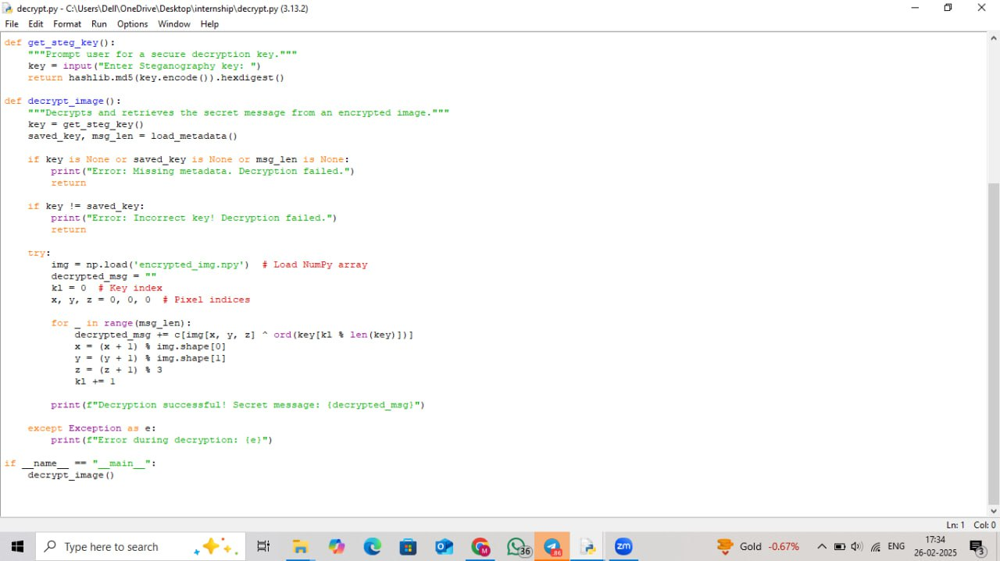 decrypt.py - C:\Users\Dell\OneDrive\Desktop\internship\decrypt.py (3.13.2)
File Edit Format Run Options Window Help
def get_steg_key():
    """Prompt user for a secure decryption key."""
    key = input("Enter Steganography key: ")
    return hashlib.md5(key.encode()).hexdigest()
def decrypt_image():
    """Decrypts and retrieves the secret message from an encrypted image."""
    key = get_steg_key()
    saved_key, msg_len = load_metadata()
    if key is None or saved_key is None or msg_len is None:
        print("Error: Missing metadata. Decryption failed.")
        return
    if key != saved_key:
        print("Error: Incorrect key! Decryption failed.")
        return
    try:
        img = np.load('encrypted_img.npy')  # Load NumPy array
        decrypted_msg = ""
        kl = 0  # Key index
        x, y, z = 0, 0, 0  # Pixel indices
        for _ in range(msg_len):
            decrypted_msg += c[img[x, y, z] ^ ord(key[kl % len(key)])]
            x = (x + 1) % img.shape[0]
            y = (y + 1) % img.shape[1]
            z = (z + 1) % 3
            kl += 1
        print(f"Decryption successful! Secret message: {decrypted_msg}")
    except Exception as e:
        print(f"Error during decryption: {e}")
if __name__ == "__main__":
    decrypt_image()
Ln: 1 Col: 0
Type here to search
M
36
86
zm
Gold -0.67%
ENG
17:34
26-02-2025
3